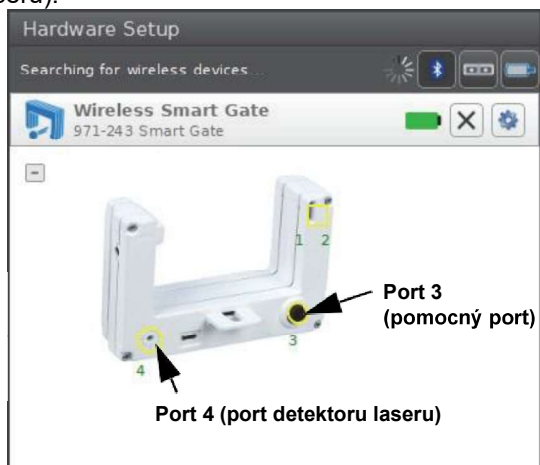 Hardware Setup
Searching for wireless devices...
Wireless Smart Gate
971-243 Smart Gate
1 2
Port 3
(pomocný port)
3
4
Port 4 (port detektoru laseru)